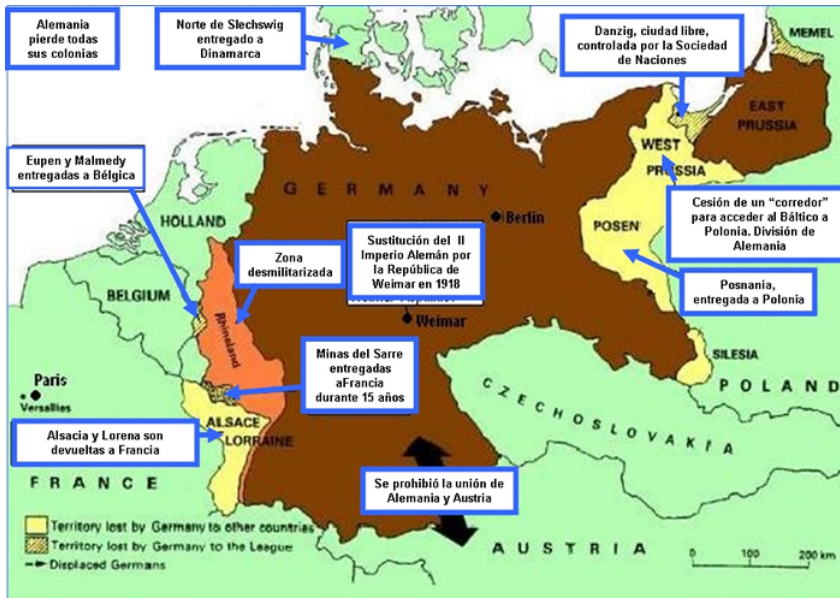 Alemania
pierde todas
sus colonias
Norte de Slechswig
entregado a
Dinamarca
Danzig, ciudad libre,
controlada por la Sociedad
de Naciones
MEMEL
EAST
PRUSSIA
WEST
PRUSSIA
Eupen y Malmedy
entregadas a Bélgica
GERMANY
HOLLAND
Berlin
POSEN
Cesión de un "corredor"
para acceder al Báltico a
Polonia. División de
Alemania
Zona
desmilitarizada
Sustitución del II
Imperio Alemán por
la República de
Weimar en 1918
Posnania,
entregada a Polonia
BELGIUM
Rhineland
Weimar
Minas del Sarre
entregadas
aFrancia
durante 15 años
SILESIA
POLAND
Paris
Versailles
CZECHOSLOVAKIA
ALSACE
LORRAINE
Alsacia y Lorena son
devueltas a Francia
FRANCE
Se prohibió la unión de
Alemania y Austria
Territory lost by Germany to other countries
Territory lost by Germany to the League
Displaced Germans
AUSTRIA
0 200 km